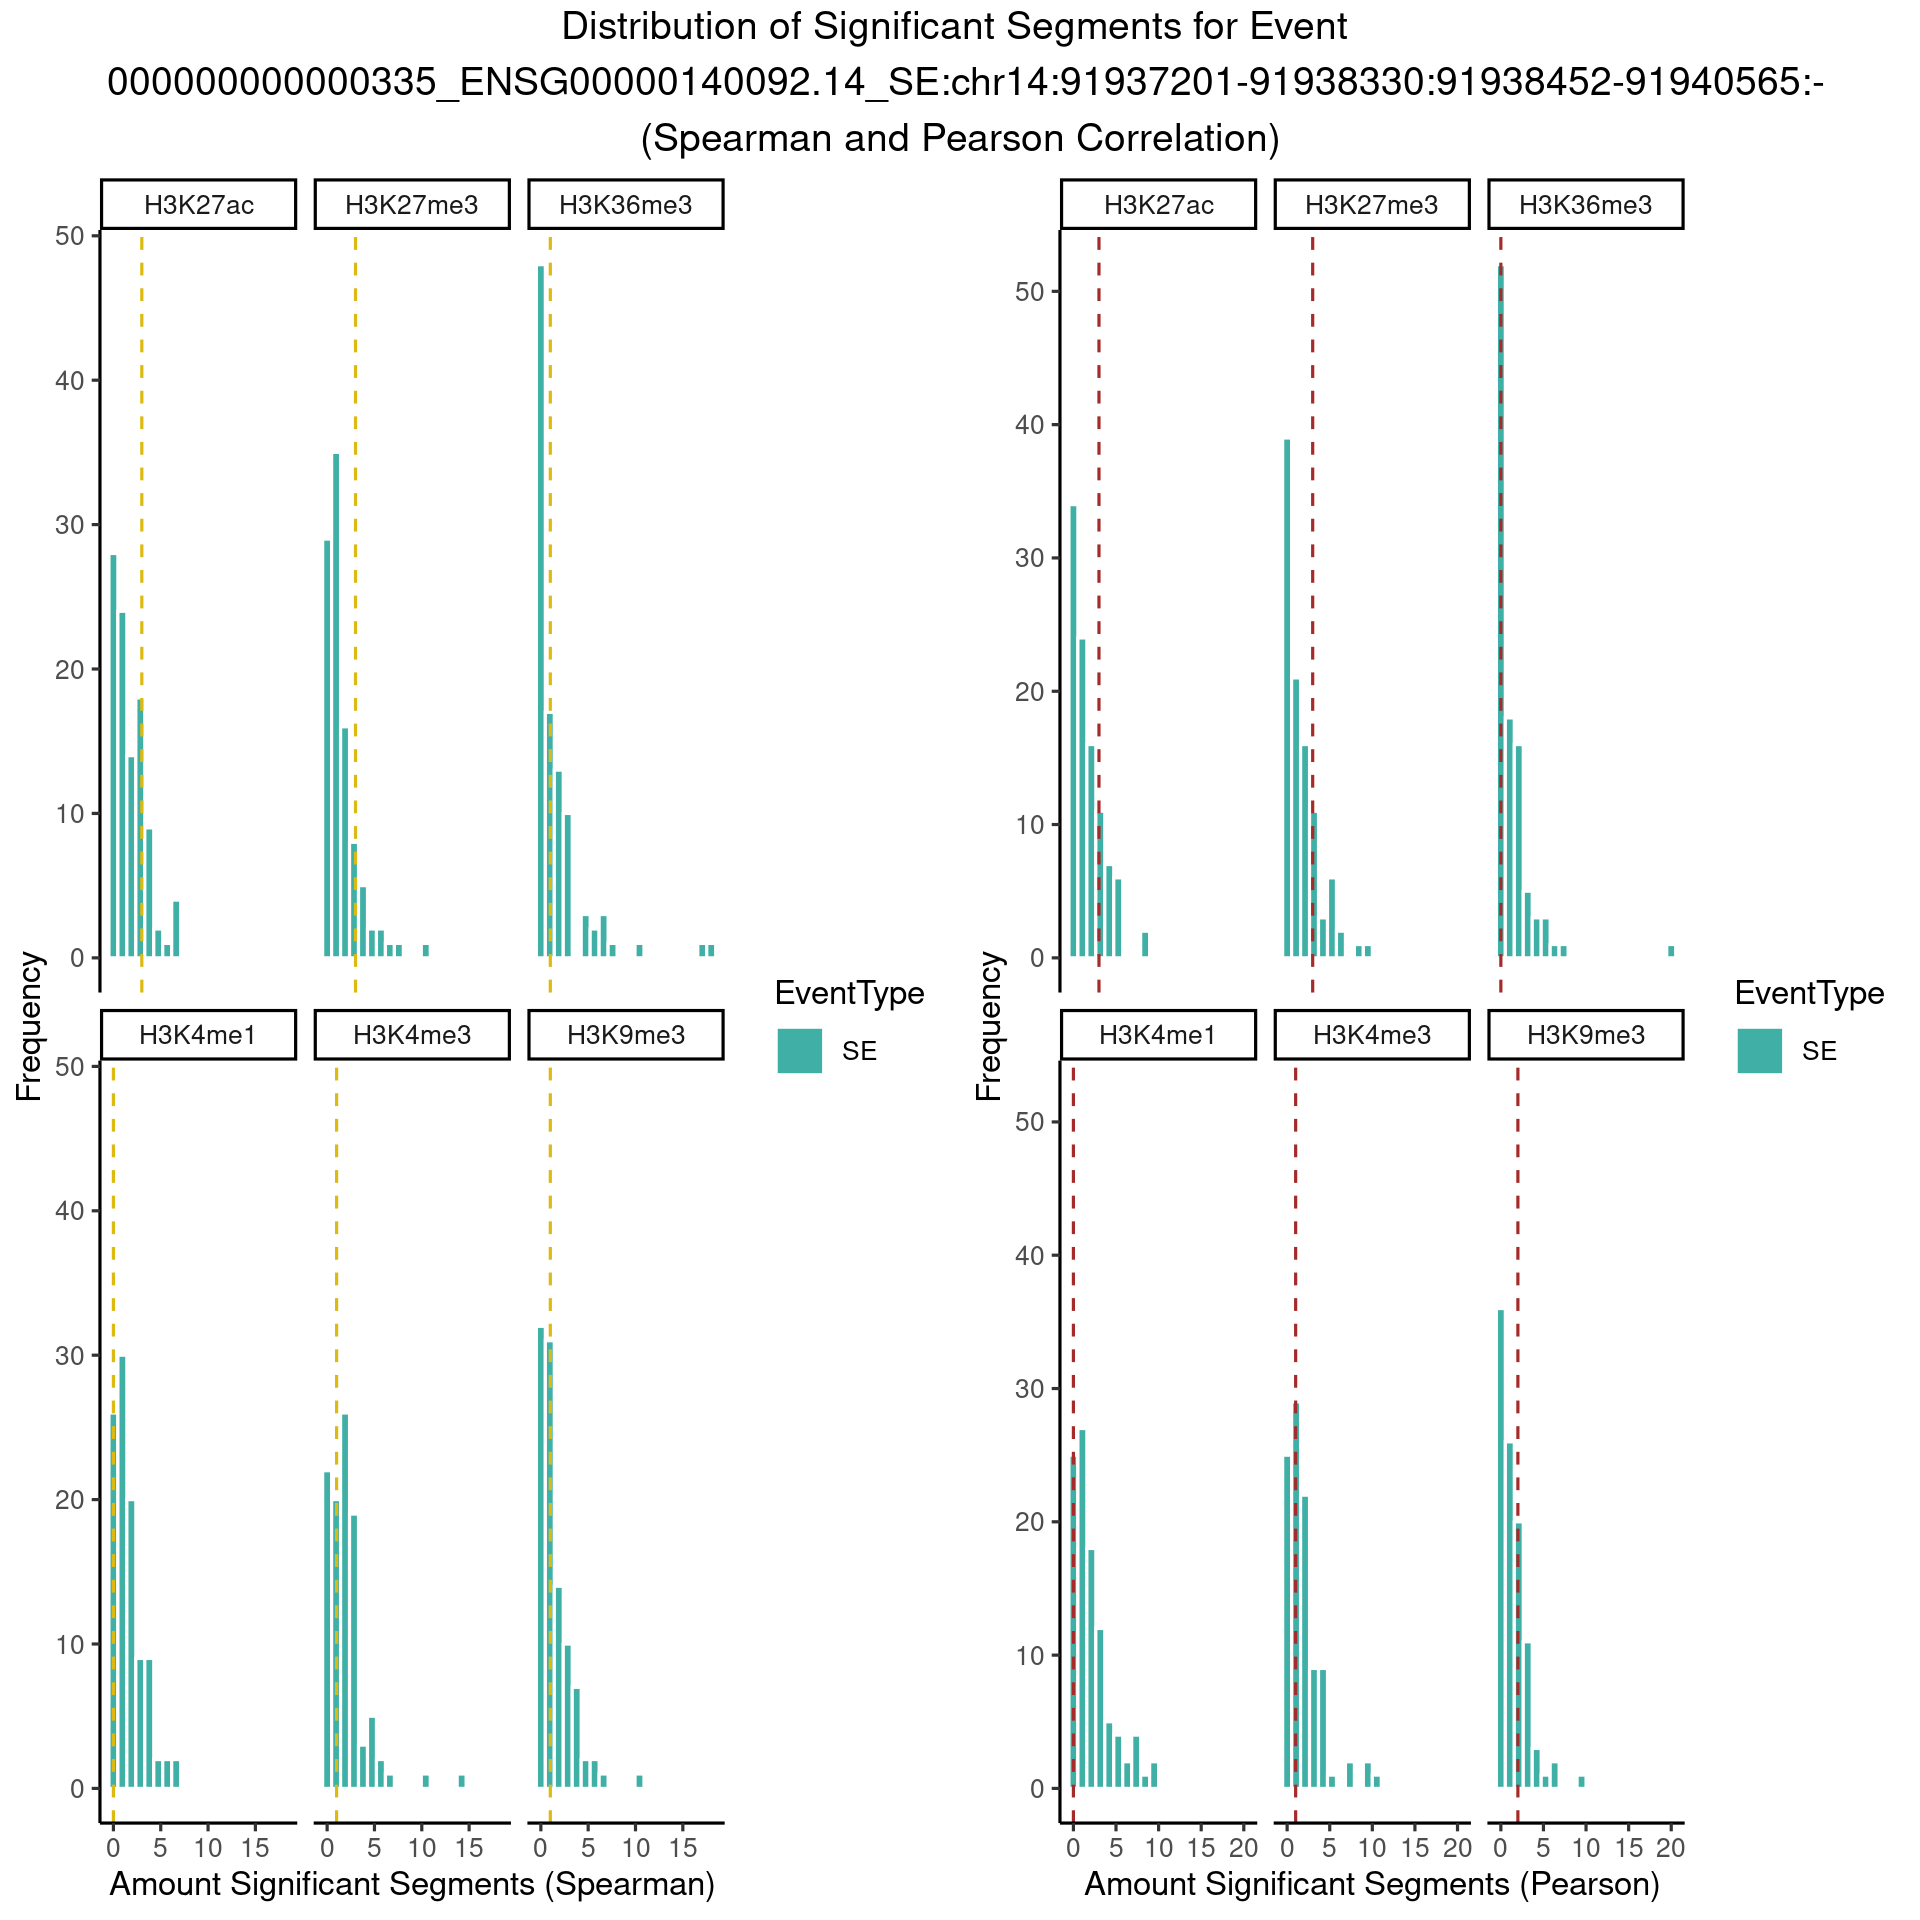 Distribution of Significant Segments for Event
000000000000335_ENSG00000140092.14_SE:chr14:91937201-91938330:91938452-91940565:-
(Spearman and Pearson Correlation)
H3K27ac H3K27me3 H3K36me3
50
40
30
20
10
0
H3K4me1 H3K4me3 H3K9me3
50
40
30
20
10
0
0 5 10 15 0 5 10 15 0 5 10 15
Amount Significant Segments (Spearman)
Frequency
EventType
SE
H3K27ac H3K27me3 H3K36me3
50
40
30
20
10
0
H3K4me1 H3K4me3 H3K9me3
50
40
30
20
10
0
0 5 10 15 20 0 5 10 15 20 0 5 10 15 20
Amount Significant Segments (Pearson)
Frequency
EventType
SE